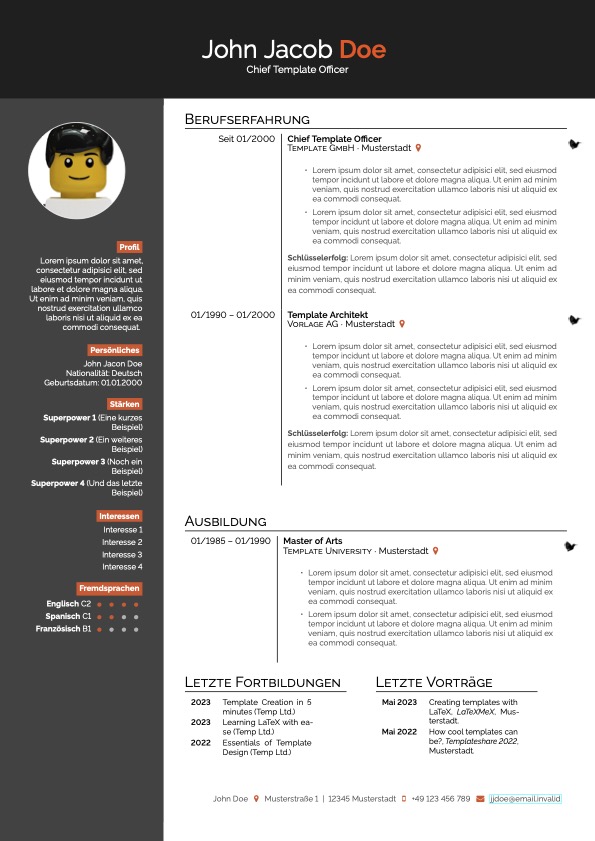 John Jacob Doe
Chief Template Officer
Profil
Lorem ipsum dolor sit amet,
consectetur adipisici elit, sed
eiusmod tempor incidunt ut
labore et dolore magna aliqua.
Ut enim ad minim veniam, quis
nostrud exercitation ullamco
laboris nisi ut aliquid ex ea
commodi consequat.
Persönliches
John Jacon Doe
Nationalität: Deutsch
Geburtsdatum: 01.01.2000
Stärken
Superpower 1 (Eine kurzes
Beispiel)
Superpower 2 (Ein weiteres
Beispiel)
Superpower 3 (Noch ein
Beispiel)
Superpower 4 (Und das letzte
Beispiel)
Interessen
Interesse 1
Interesse 2
Interesse 3
Interesse 4
Fremdsprachen
Englisch C2
Spanisch C1
Französisch B1
Berufserfahrung
Seit 01/2000
Chief Template Officer
Template GmbH · Musterstadt
• Lorem ipsum dolor sit amet, consectetur adipisici elit, sed eiusmod
tempor incidunt ut labore et dolore magna aliqua. Ut enim ad minim
veniam, quis nostrud exercitation ullamco laboris nisi ut aliquid ex
ea commodi consequat.
• Lorem ipsum dolor sit amet, consectetur adipisici elit, sed eiusmod
tempor incidunt ut labore et dolore magna aliqua. Ut enim ad minim
veniam, quis nostrud exercitation ullamco laboris nisi ut aliquid ex
ea commodi consequat.
Schlüsselerfolg: Lorem ipsum dolor sit amet, consectetur adipisici elit, sed
eiusmod tempor incidunt ut labore et dolore magna aliqua. Ut enim ad
minim veniam, quis nostrud exercitation ullamco laboris nisi ut aliquid ex
ea commodi consequat.
01/1990 – 01/2000
Template Architekt
Vorlage AG · Musterstadt
• Lorem ipsum dolor sit amet, consectetur adipisici elit, sed eiusmod
tempor incidunt ut labore et dolore magna aliqua. Ut enim ad minim
veniam, quis nostrud exercitation ullamco laboris nisi ut aliquid ex
ea commodi consequat.
• Lorem ipsum dolor sit amet, consectetur adipisici elit, sed eiusmod
tempor incidunt ut labore et dolore magna aliqua. Ut enim ad minim
veniam, quis nostrud exercitation ullamco laboris nisi ut aliquid ex
ea commodi consequat.
Schlüsselerfolg: Lorem ipsum dolor sit amet, consectetur adipisici elit, sed
eiusmod tempor incidunt ut labore et dolore magna aliqua. Ut enim ad
minim veniam, quis nostrud exercitation ullamco laboris nisi ut aliquid ex
ea commodi consequat.
Ausbildung
01/1985 – 01/1990
Master of Arts
Template University · Musterstadt
• Lorem ipsum dolor sit amet, consectetur adipisici elit, sed eiusmod
tempor incidunt ut labore et dolore magna aliqua. Ut enim ad minim
veniam, quis nostrud exercitation ullamco laboris nisi ut aliquid ex
ea commodi consequat.
• Lorem ipsum dolor sit amet, consectetur adipisici elit, sed eiusmod
tempor incidunt ut labore et dolore magna aliqua. Ut enim ad minim
veniam, quis nostrud exercitation ullamco laboris nisi ut aliquid ex
ea commodi consequat.
Letzte Fortbildungen
2023 Template Creation in 5
minutes (Temp Ltd.)
2023 Learning LaTeX with ea-
se (Temp Ltd.)
2022 Essentials of Template
Design (Temp Ltd.)
Letzte Vorträge
Mai 2023 Creating templates with
LaTeX, LaTeXMeX, Mus-
terstadt.
Mai 2022 How cool templates can
be?, Templateshare 2022,
Musterstadt.
John Doe Musterstraße 1 | 12345 Musterstadt +49 123 456 789 jjdoe@email.invalid